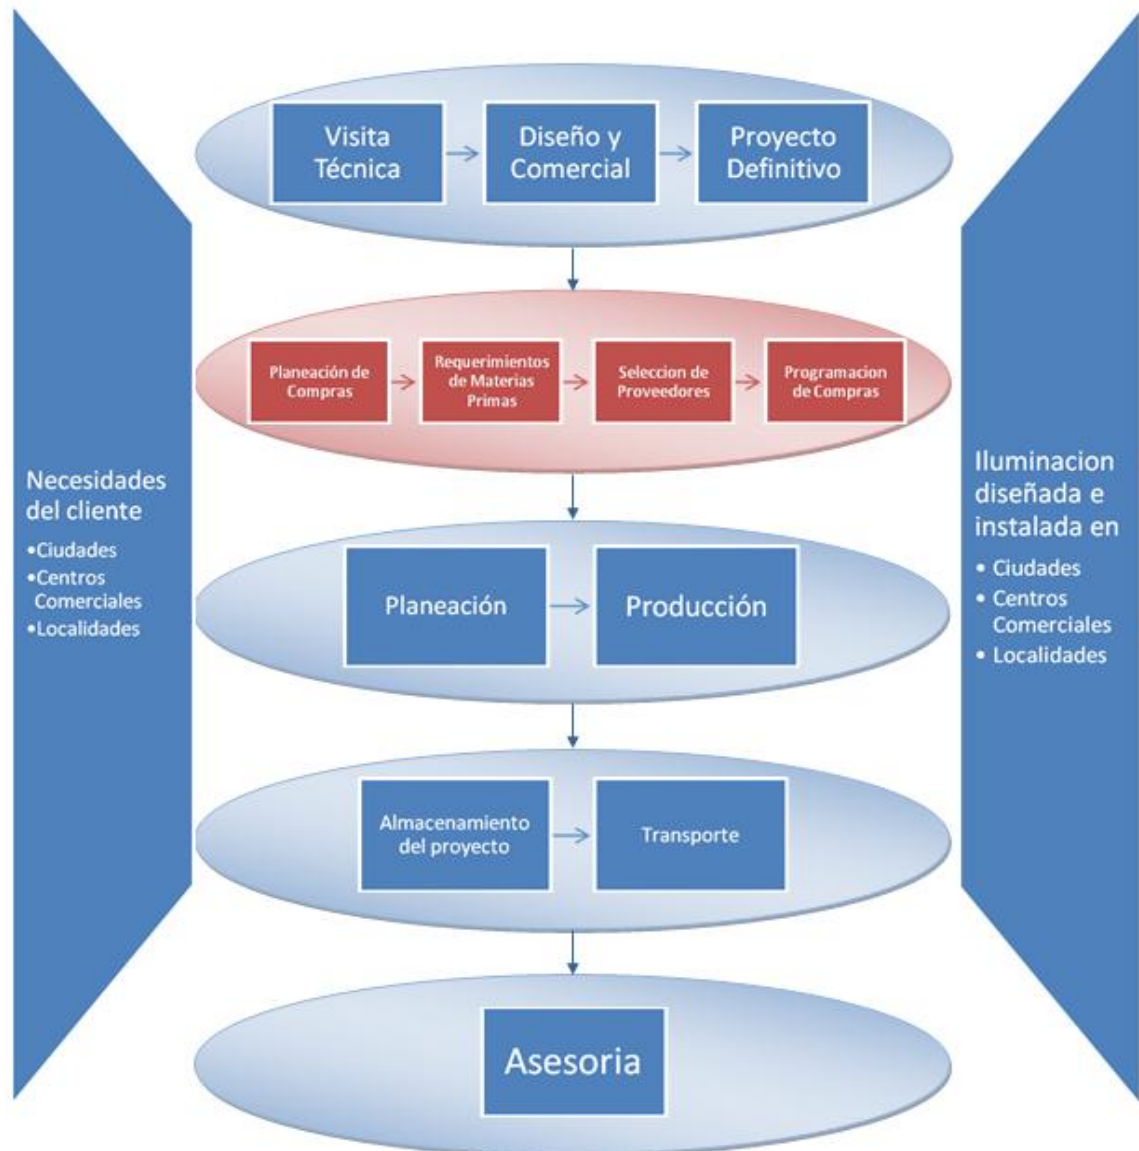 Visita
Técnica
Diseño y
Comercial
Proyecto
Definitivo
Planeación de
Compras
Requerimientos
de Materias
Primas
Seleccion de
Proveedores
Programacion
de Compras
Necesidades
del cliente
•Ciudades
•Centros
Comerciales
•Localidades
Planeación
Producción
Iluminacion
diseñada e
instalada en
• Ciudades
• Centros
Comerciales
• Localidades
Almacenamiento
del proyecto
Transporte
Asesoria